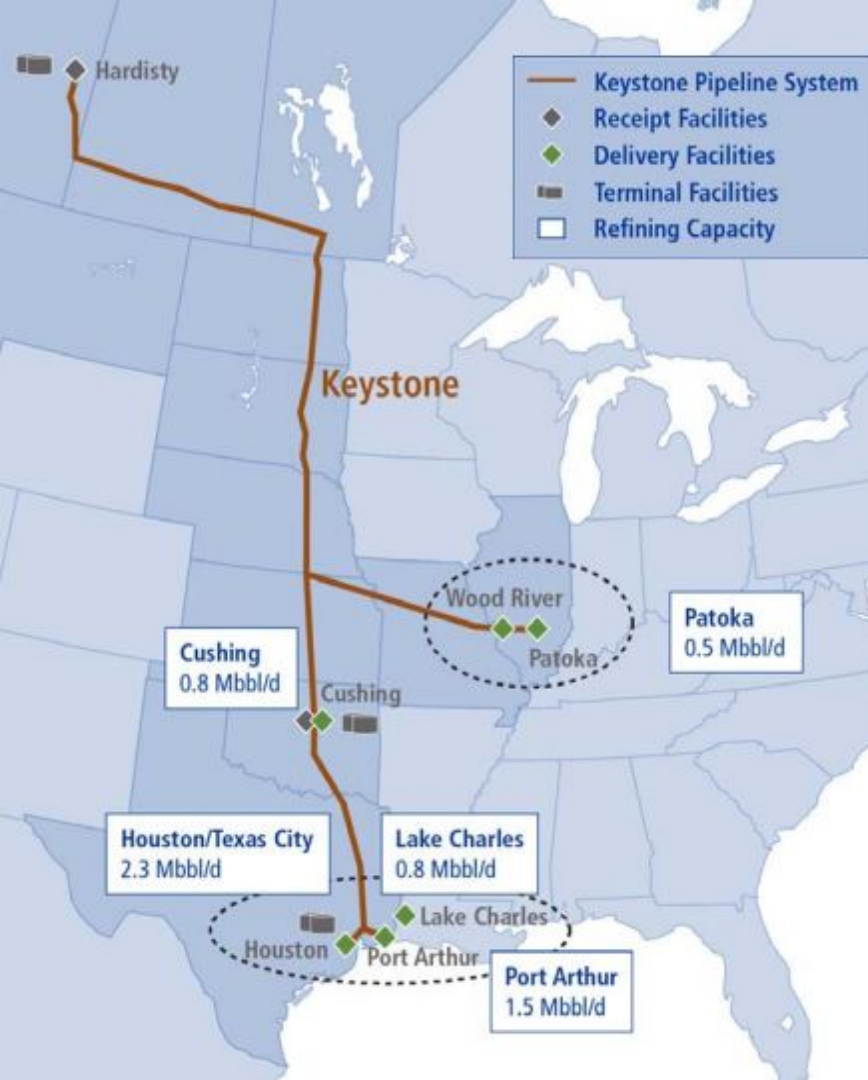 Hardisty
Keystone Pipeline System
Receipt Facilities
Delivery Facilities
Terminal Facilities
Refining Capacity
Keystone
Wood River
Patoka
Patoka
0.5 Mbbl/d
Cushing
0.8 Mbbl/d
Cushing
Houston/Texas City
2.3 Mbbl/d
Lake Charles
0.8 Mbbl/d
Lake Charles
Houston
Port Arthur
Port Arthur
1.5 Mbbl/d